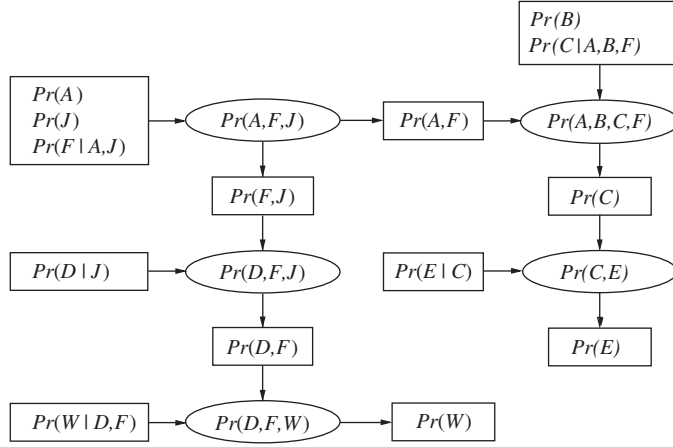 Pr(B)
Pr(C | A,B,F)
Pr(A)
Pr(J)
Pr(F | A,J)
Pr(A,F,J)
Pr(A,F)
Pr(A,B,C,F)
Pr(F,J)
Pr(C)
Pr(D | J)
Pr(D,F,J)
Pr(E | C)
Pr(C,E)
Pr(D,F)
Pr(E)
Pr(W | D,F)
Pr(D,F,W)
Pr(W)